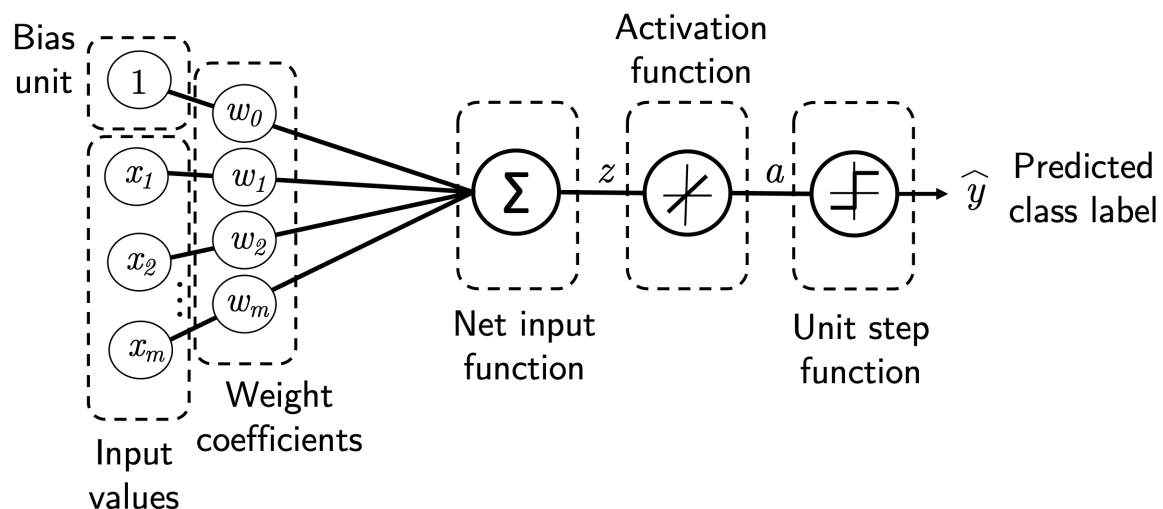 Bias
unit
1
x1
x2
⋮
xm
Input
values
w0
w1
w2
wm
Weight
coefficients
Σ
Net input
function
z
Activation
function
a
Unit step
function
ŷ
Predicted
class label